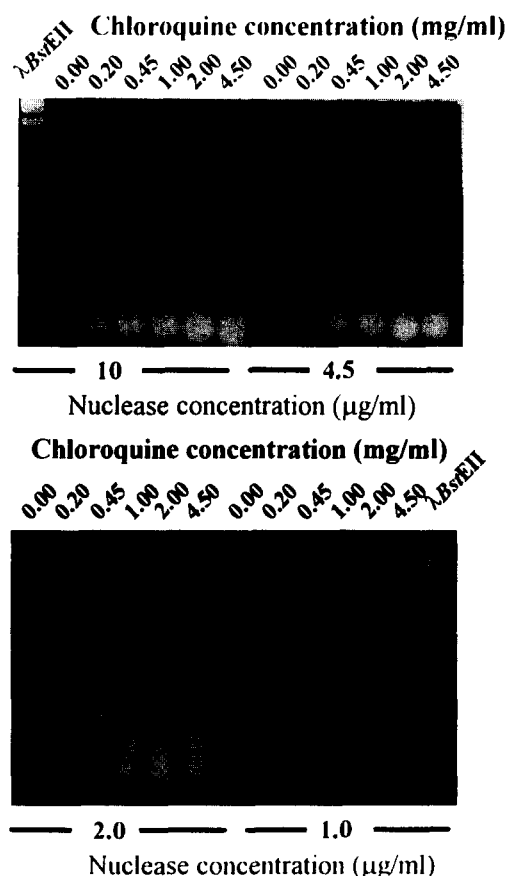 Chloroquine concentration (mg/ml)
λBstEII 0.00 0.20 0.45 1.00 2.00 4.50 0.00 0.20 0.45 1.00 2.00 4.50
10 4.5
Nuclease concentration (µg/ml)
Chloroquine concentration (mg/ml)
0.00 0.20 0.45 1.00 2.00 4.50 0.00 0.20 0.45 1.00 2.00 4.50 λBstEII
2.0 1.0
Nuclease concentration (µg/ml)